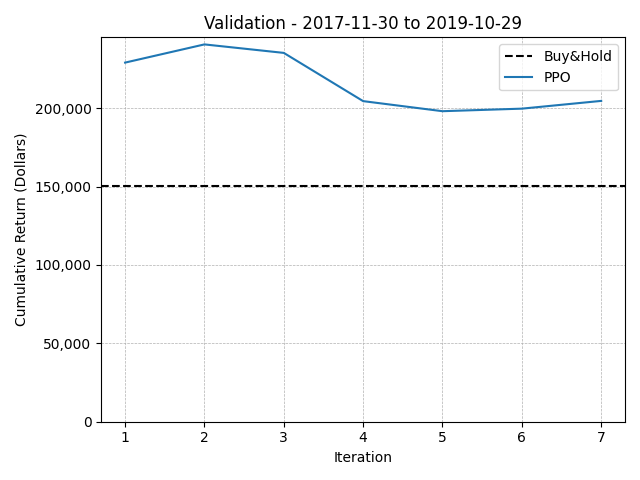 Validation - 2017-11-30 to 2019-10-29
Buy&Hold
PPO
Cumulative Return (Dollars)
200,000
150,000
100,000
50,000
0
1 2 3 4 5 6 7
Iteration